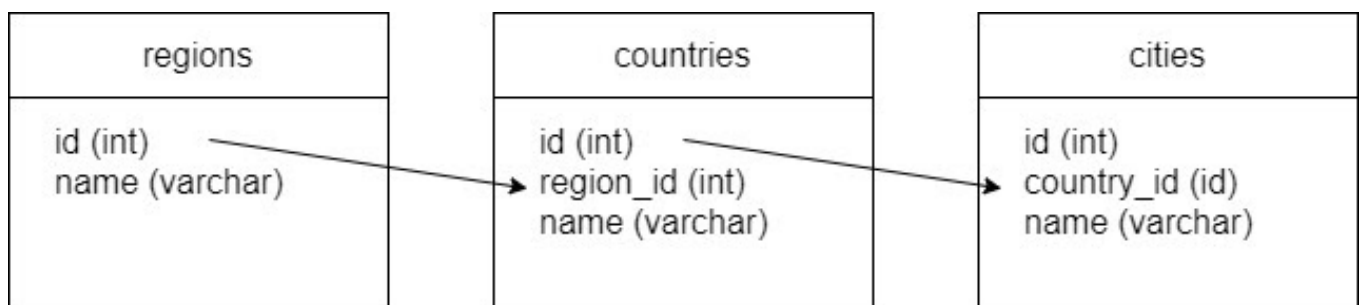 regions
id (int)
name (varchar)
countries
id (int)
region_id (int)
name (varchar)
cities
id (int)
country_id (id)
name (varchar)